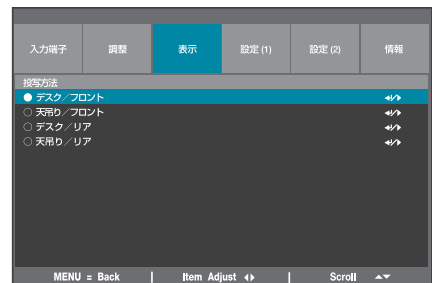 入力端子 調整 表示 設定 (1) 設定 (2) 情報
投写方法
デスク／フロント
天吊り／フロント
デスク／リア
天吊り／リア
MENU = Back | Item Adjust | Scroll